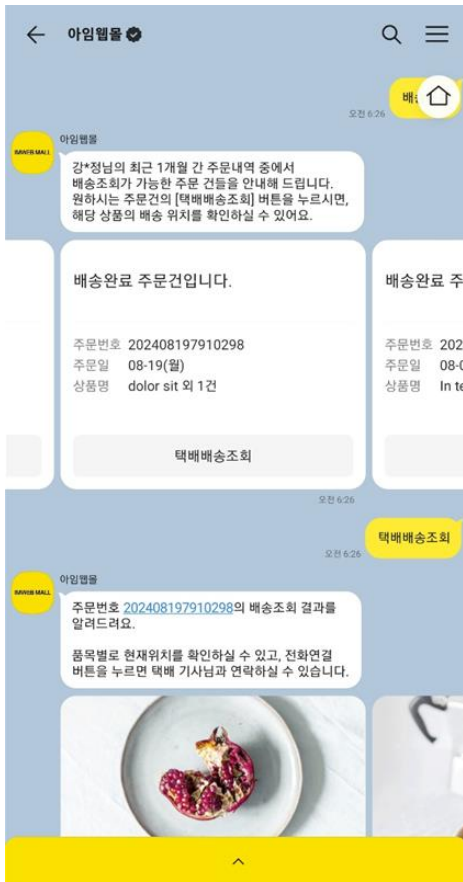 아임웹몰
배송
오전 6:26
아임웹몰
IMWEB MALL
강*정님의 최근 1개월 간 주문내역 중에서
배송조회가 가능한 주문 건들을 안내해 드립니다.
원하시는 주문건의 [택배배송조회] 버튼을 누르시면,
해당 상품의 배송 위치를 확인하실 수 있어요.
배송완료 주문건입니다.
주문번호 202408197910298
주문일 08-19(월)
상품명 dolor sit 외 1건
택배배송조회
배송완료 주
주문번호 202
주문일 08-0
상품명 In te
오전 6:26
택배배송조회
오전 6:26
아임웹몰
IMWEB MALL
주문번호 202408197910298의 배송조회 결과를
알려드려요.
품목별로 현재위치를 확인하실 수 있고, 전화연결
버튼을 누르면 택배 기사님과 연락하실 수 있습니다.